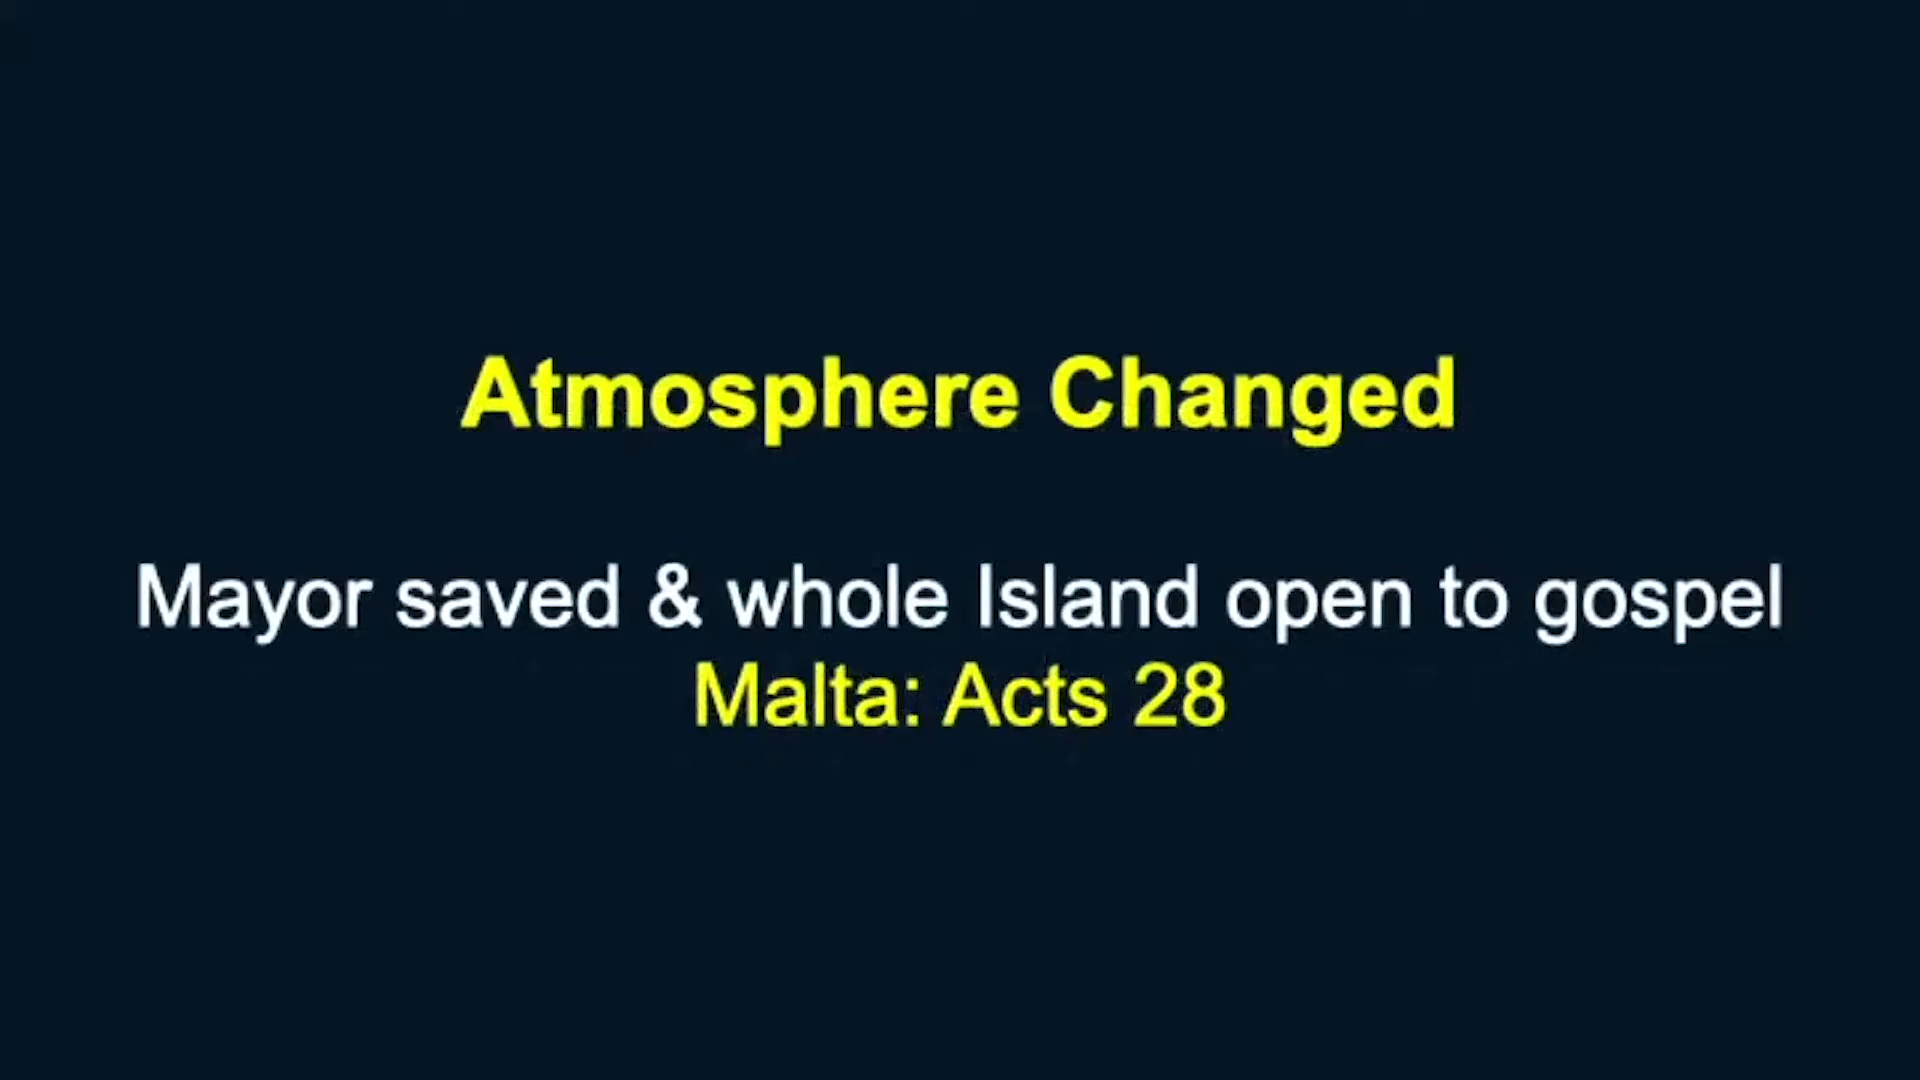 Atmosphere Changed
Mayor saved & whole Island open to gospel
Malta: Acts 28